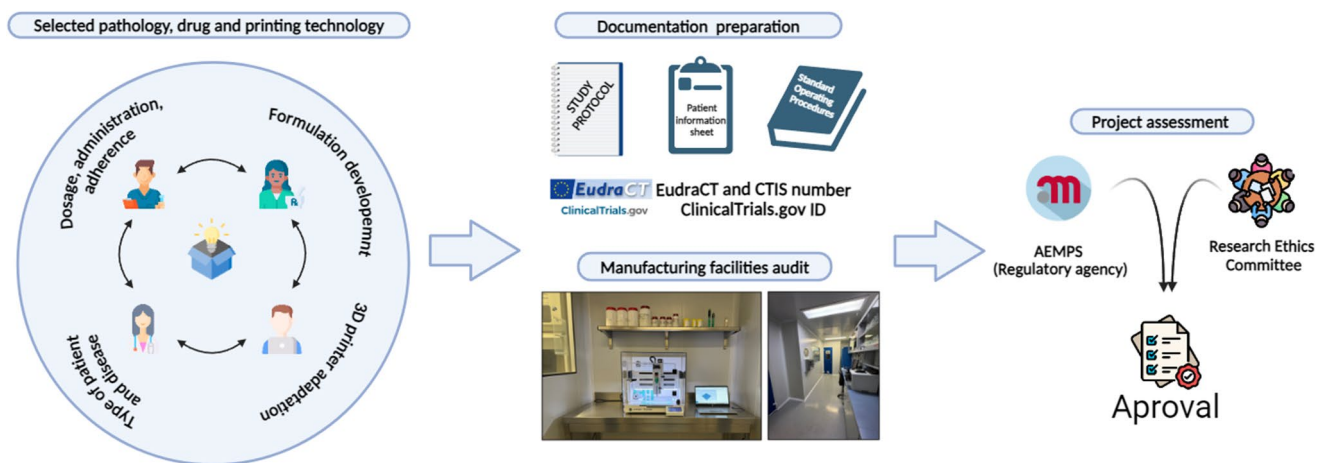 Selected pathology, drug and printing technology
Dosage, administration,
adherence
Formulation developemnt
Type of patient
and disease
3D printer adaptation
Documentation preparation
STUDY
PROTOCOL
Patient
information
sheet
Standard
Operating
Procedures
EudraCT
ClinicalTrials.gov
EudraCT and CTIS number
ClinicalTrials.gov ID
Manufacturing facilities audit
Project assessment
m
AEMPS
(Regulatory agency)
Research Ethics
Committee
Aproval